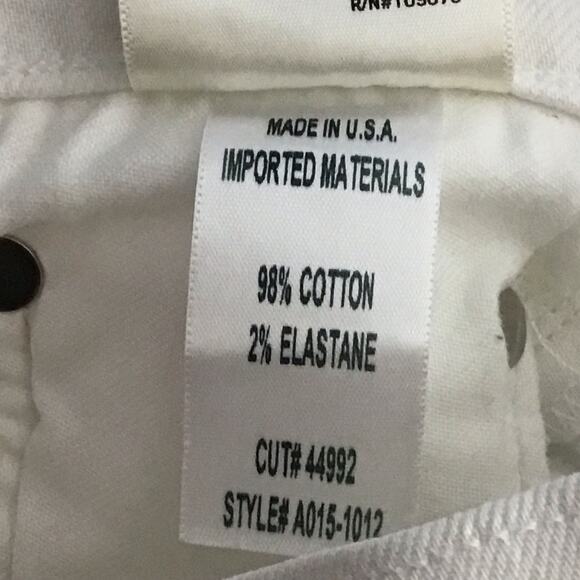 MADE IN U.S.A.
IMPORTED MATERIALS
98% COTTON
2% ELASTANE
CUT# 44992
STYLE# A015-1012